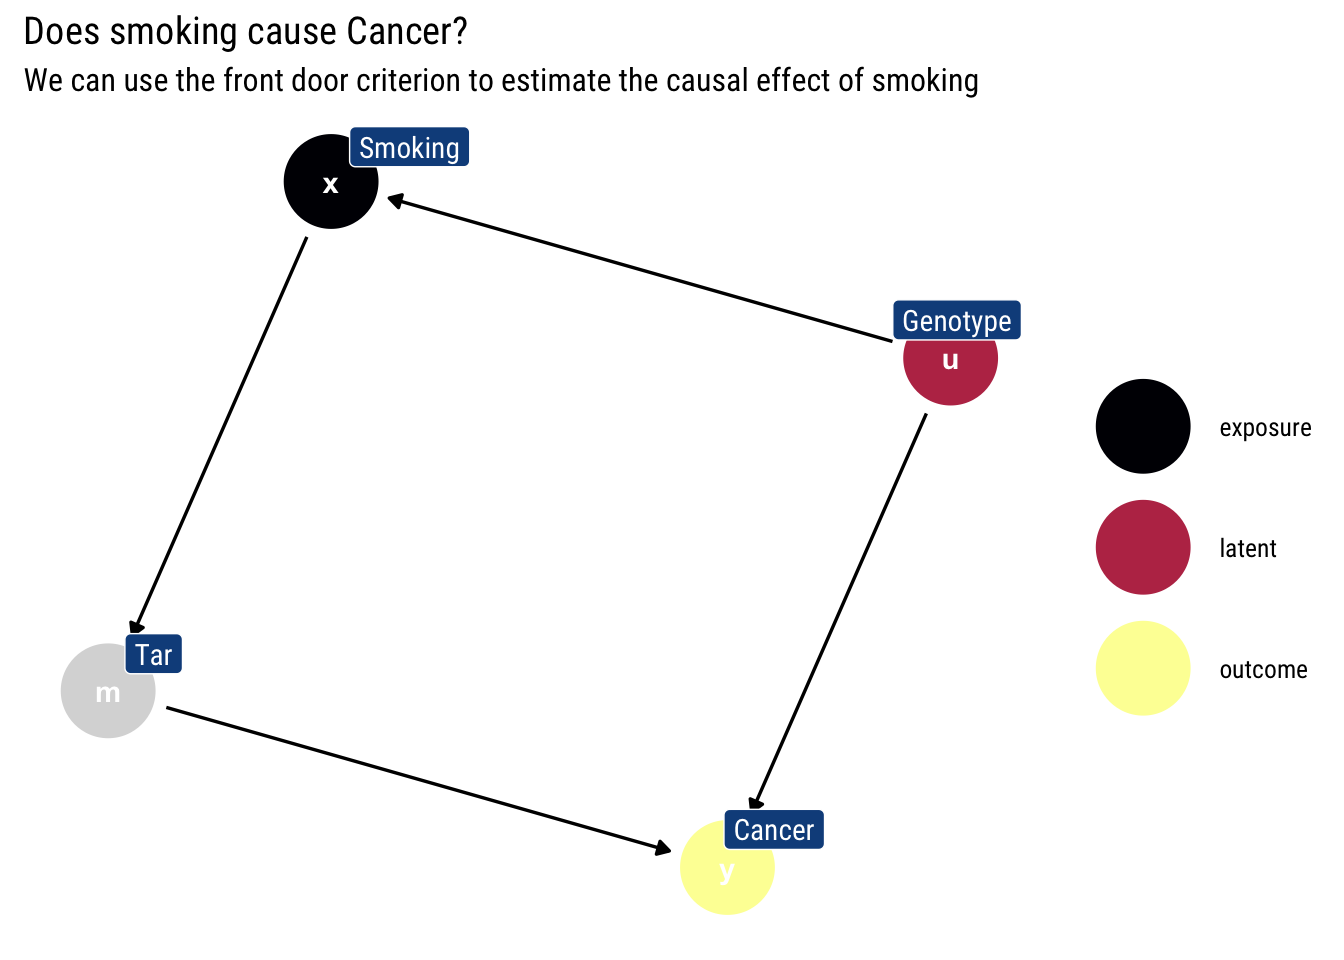 Does smoking cause Cancer?
We can use the front door criterion to estimate the causal effect of smoking
Smoking
x
Genotype
u
exposure
latent
outcome
Tar
m
Cancer
y